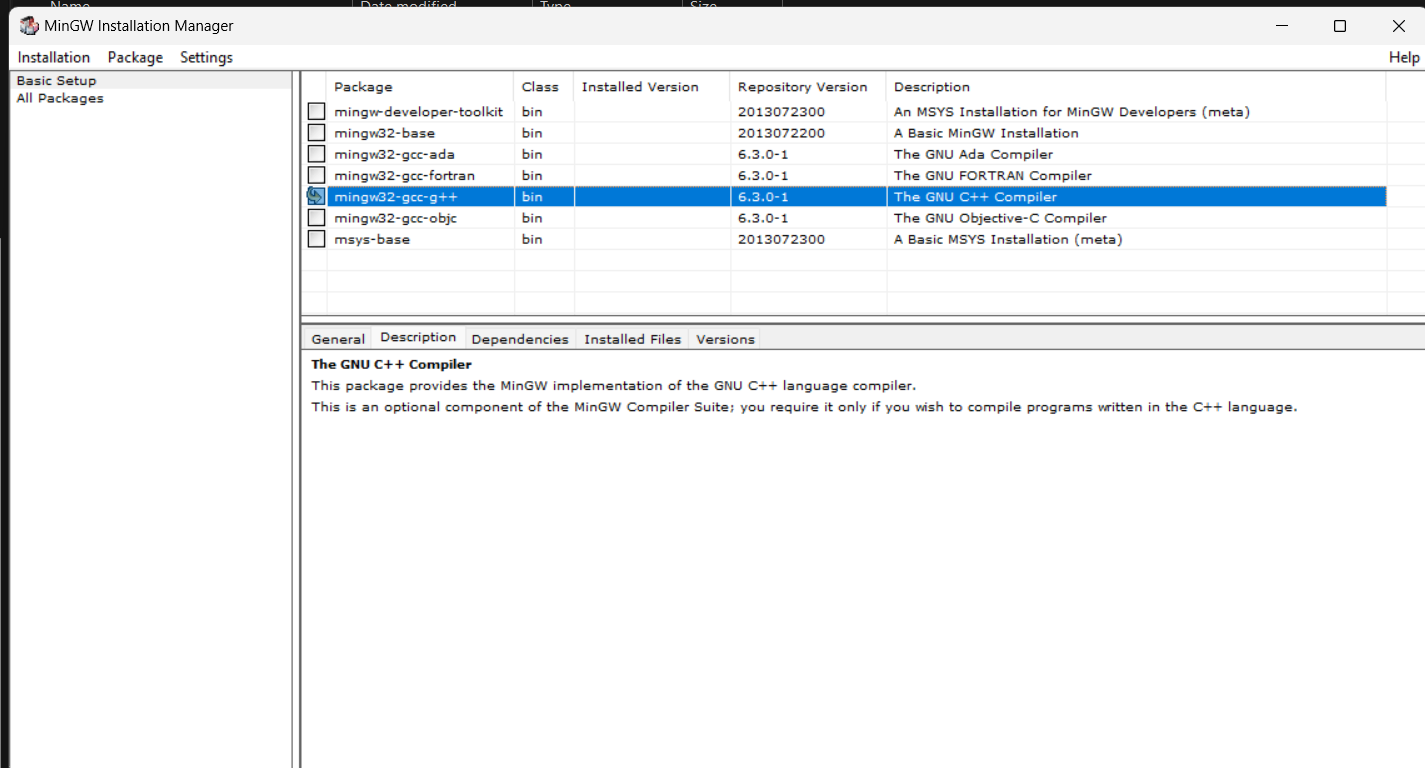 Name Date modified Type Size
MinGW Installation Manager
Installation Package Settings Help
Basic Setup
All Packages
Package Class Installed Version Repository Version Description
mingw-developer-toolkit bin 2013072300 An MSYS Installation for MinGW Developers (meta)
mingw32-base bin 2013072200 A Basic MinGW Installation
mingw32-gcc-ada bin 6.3.0-1 The GNU Ada Compiler
mingw32-gcc-fortran bin 6.3.0-1 The GNU FORTRAN Compiler
mingw32-gcc-g++ bin 6.3.0-1 The GNU C++ Compiler
mingw32-gcc-objc bin 6.3.0-1 The GNU Objective-C Compiler
msys-base bin 2013072300 A Basic MSYS Installation (meta)
General Description Dependencies Installed Files Versions
The GNU C++ Compiler
This package provides the MinGW implementation of the GNU C++ language compiler.
This is an optional component of the MinGW Compiler Suite; you require it only if you wish to compile programs written in the C++ language.